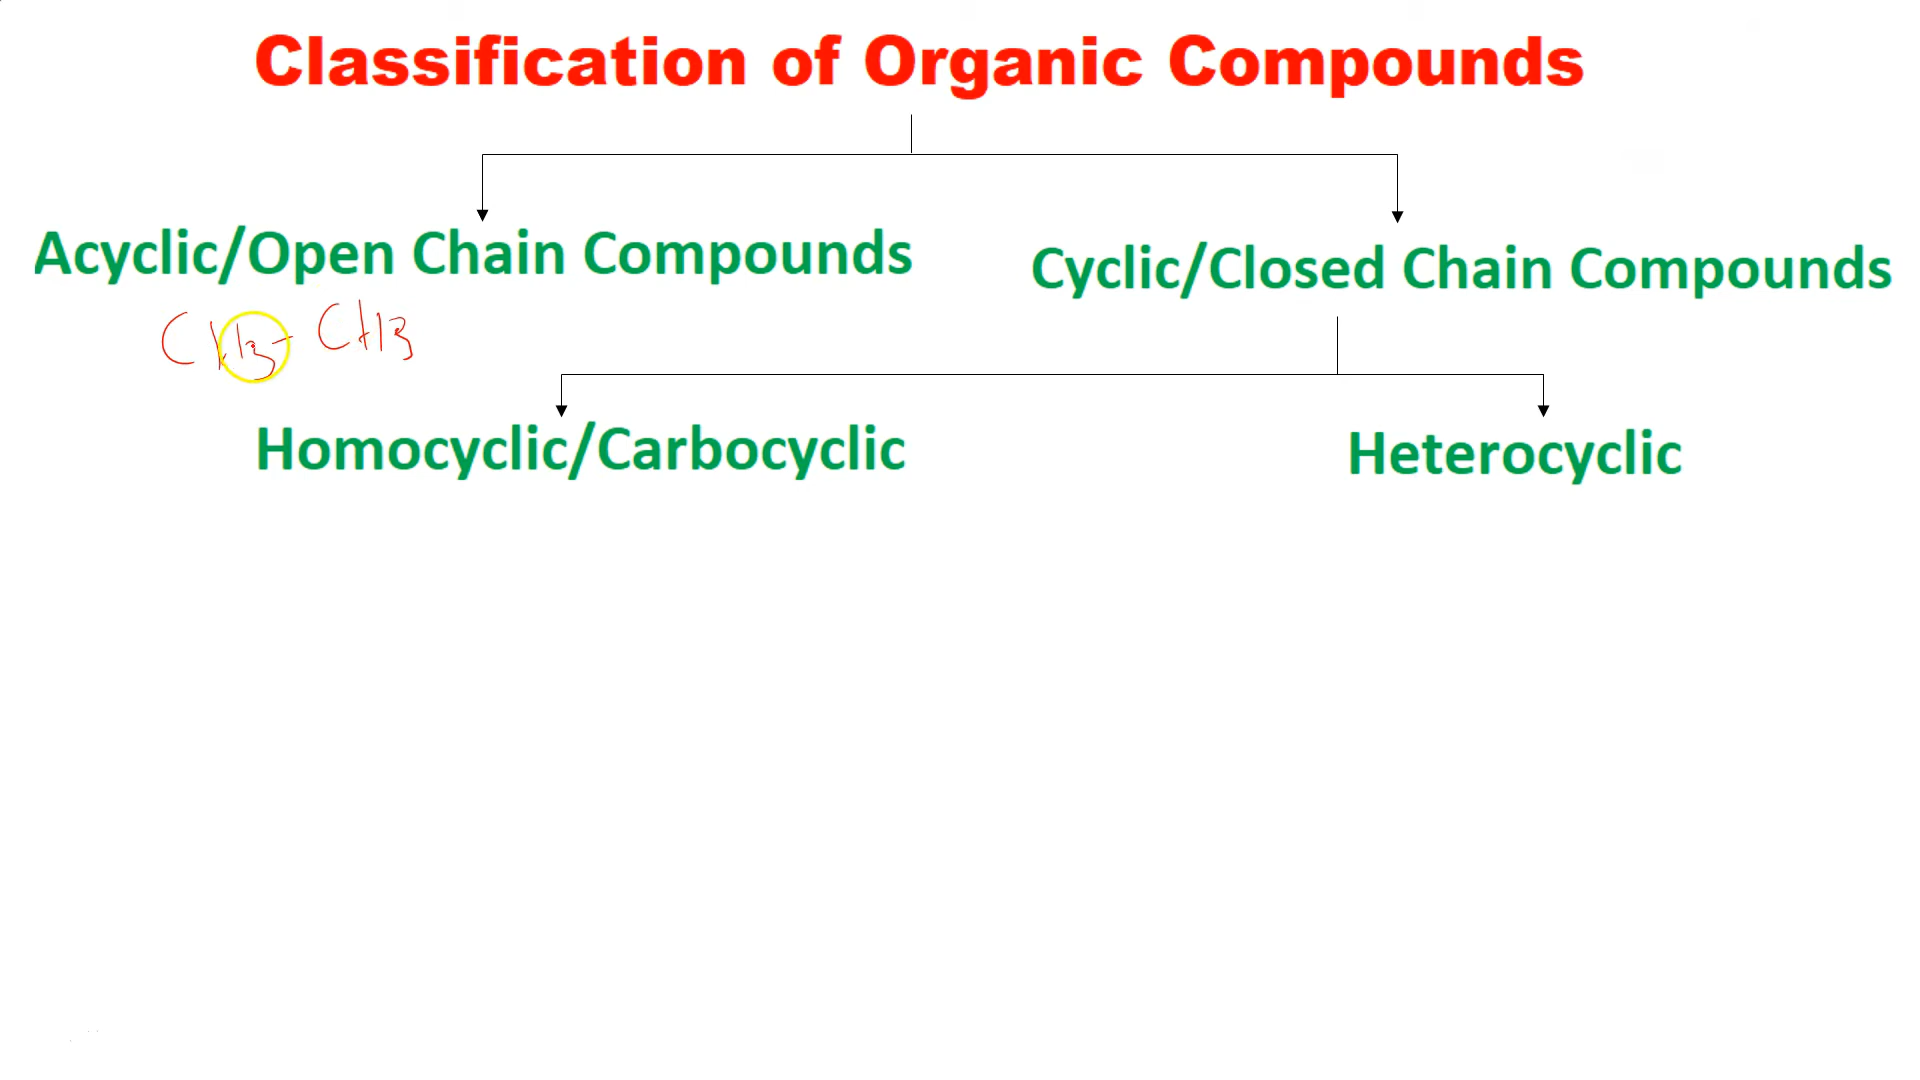 Classification of Organic Compounds
Acyclic/Open Chain Compounds
Cyclic/Closed Chain Compounds
CH3- CH3
Homocyclic/Carbocyclic
Heterocyclic